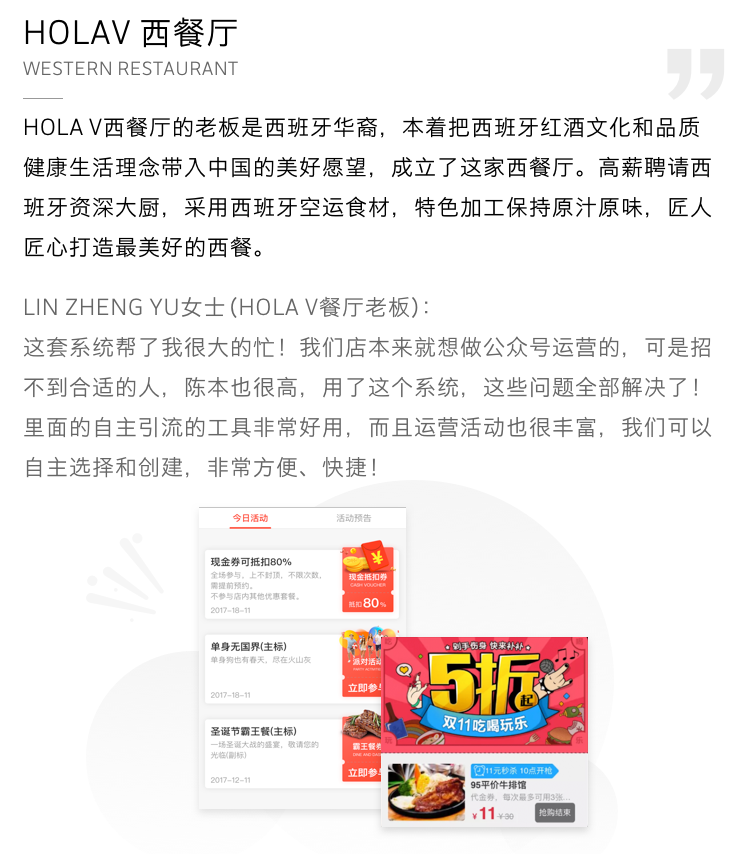 HOLAV 西餐厅
WESTERN RESTAURANT
HOLA V西餐厅的老板是西班牙华裔，本着把西班牙红酒文化和品质
健康生活理念带入中国的美好愿望，成立了这家西餐厅。高薪聘请西
班牙资深大厨，采用西班牙空运食材，特色加工保持原汁原味，匠人
匠心打造最美好的西餐。
LIN ZHENG YU女士（HOLA V餐厅老板）：
这套系统帮了我很大的忙！我们店本来就想做公众号运营的，可是招
不到合适的人，陈本也很高，用了这个系统，这些问题全部解决了！
里面的自主引流的工具非常好用，而且运营活动也很丰富，我们可以
自主选择和创建，非常方便、快捷！
今日活动
活动预告
现金券可抵扣80%
全场参与，上不封顶，不限次数，
需提前预约。
不参与店内其他优惠套餐。
2017-18-11
现金抵扣券
CASH VOUCHER
抵扣 80 %
单身无国界(主标)
单身狗也有春天，尽在火山灰
2017-18-11
派对活动
立即参与
圣诞节霸王餐(主标)
一场圣诞大战的盛宴，敬请您的
光临(副标)
2017-12-11
霸王餐券
立即参与
剁手伤身 快来补补
5折起
双11吃喝玩乐
11元秒杀 10点开抢
95平价牛排馆
代金券，每次最多可用3张...
¥ 11 ¥30
抢购结束